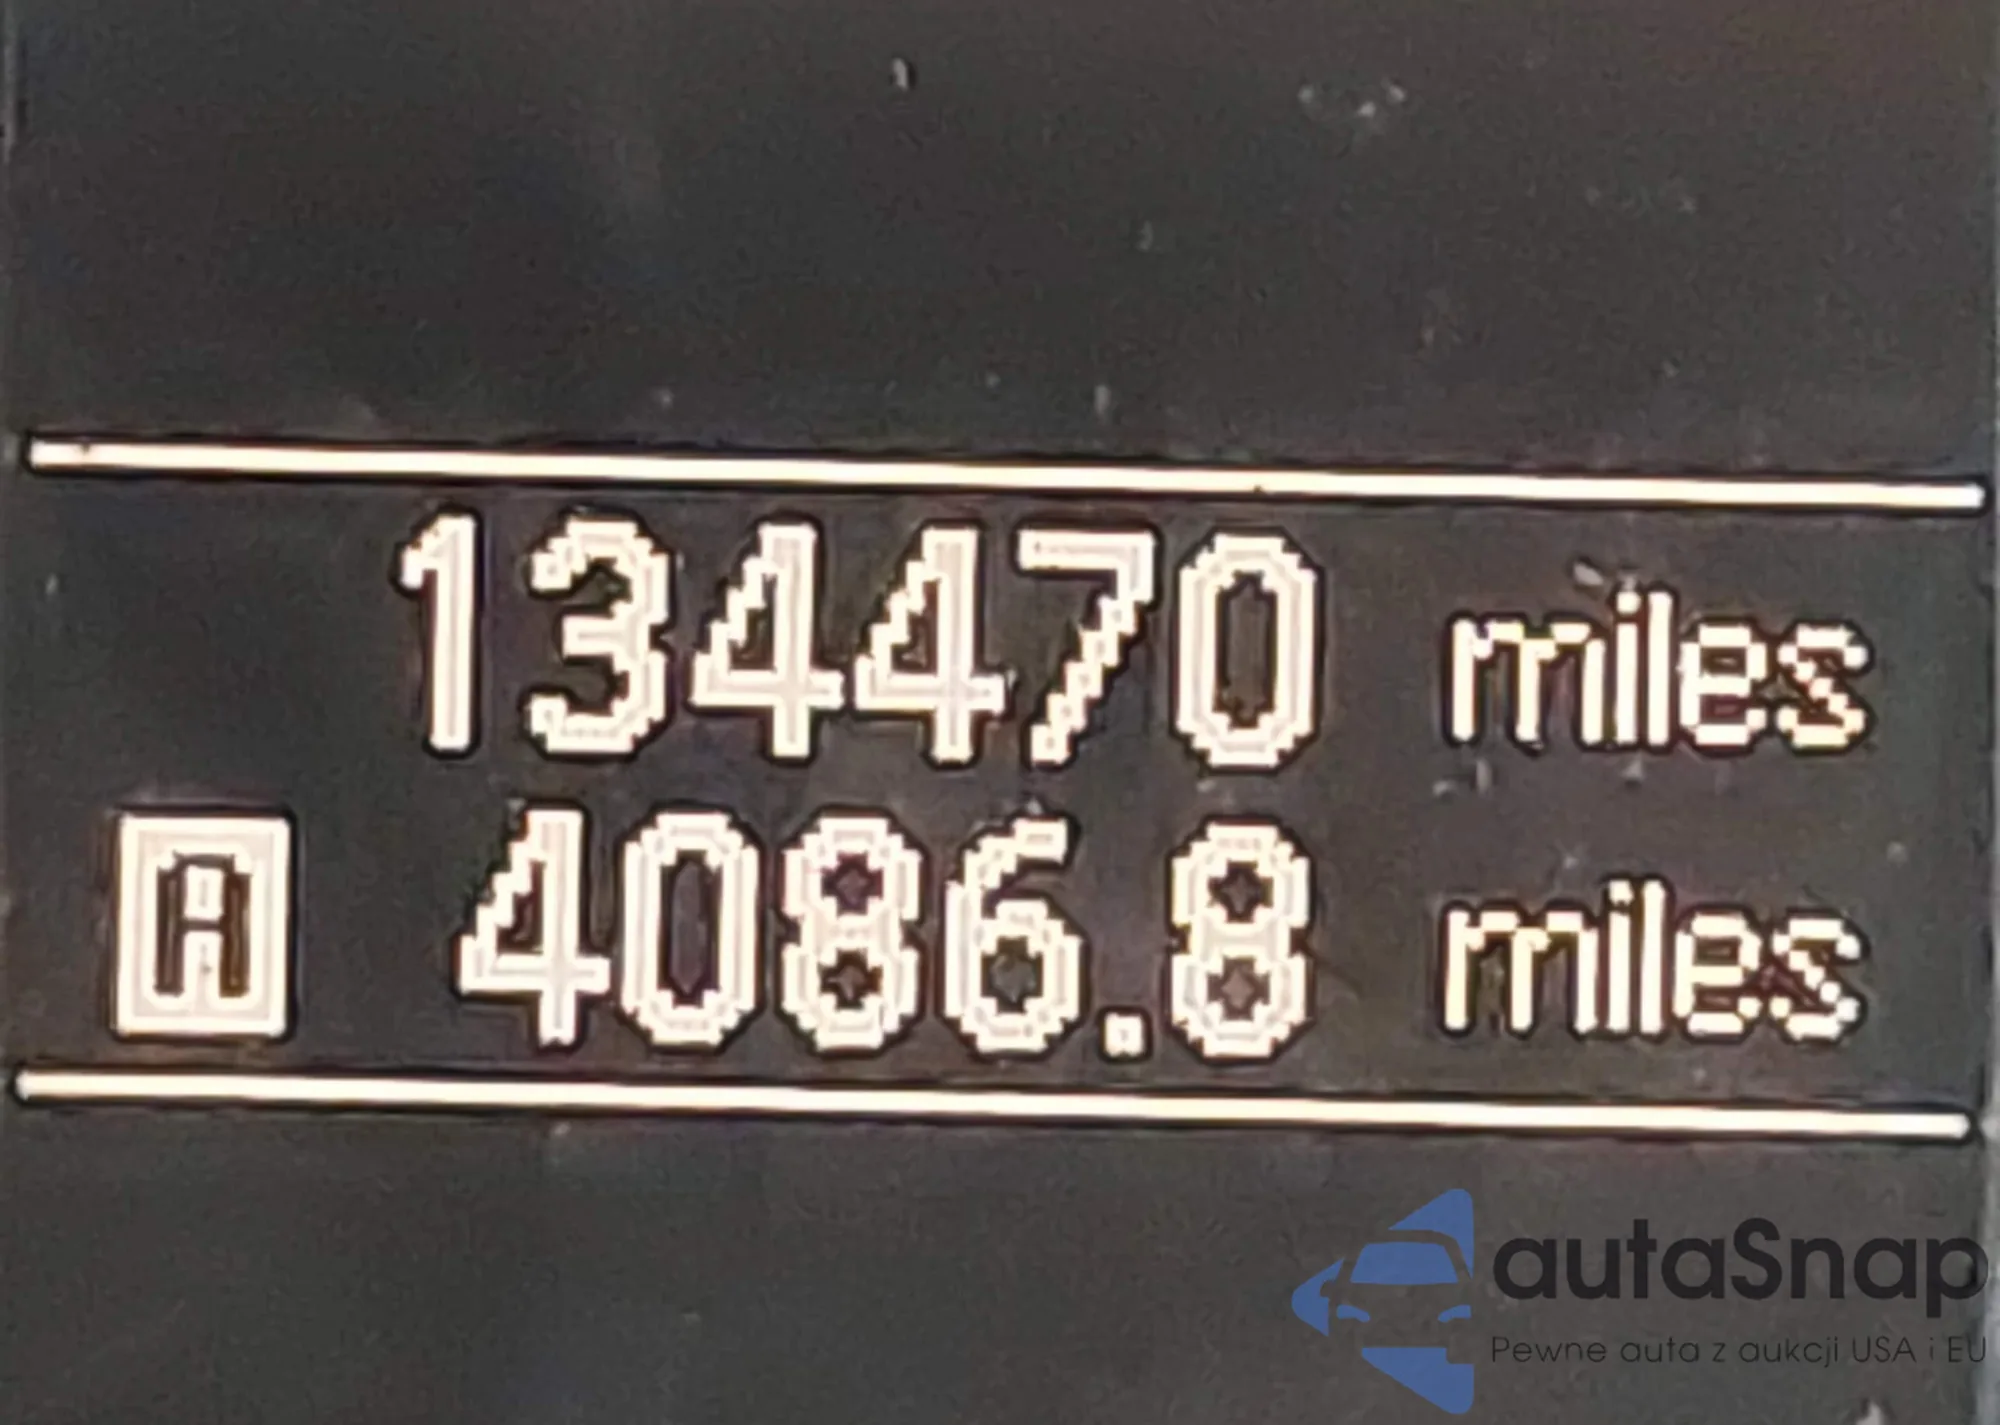 134470 miles
A 4086.8 miles
autaSnap
Pewne auta z aukcji USA i EU